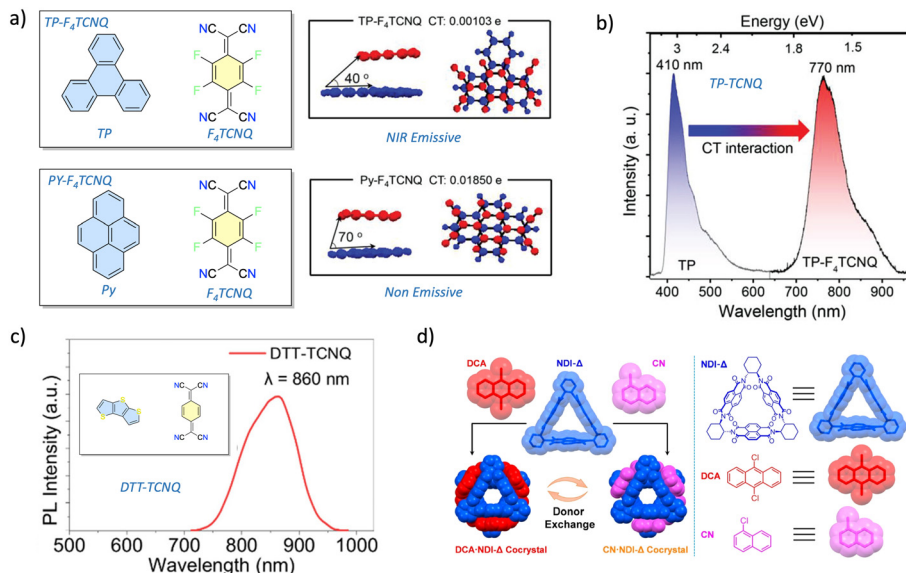 a)
TP-F4TCNQ
CN NC
F F
F F
CN NC
TP
F4TCNQ
TP-F4TCNQ CT: 0.00103 e
40 °
NIR Emissive
PY-F4TCNQ
CN NC
F F
F F
CN NC
Py
F4TCNQ
Py-F4TCNQ CT: 0.01850 e
70 °
Non Emissive
b)
Energy (eV)
3 2.4 1.8 1.5
410 nm
770 nm
TP-TCNQ
CT interaction
TP
TP-F4TCNQ
Intensity (a. u.)
400 500 600 700 800 900
Wavelength (nm)
c)
DTT-TCNQ
λ = 860 nm
NC CN
S S
S
NC CN
DTT-TCNQ
PL Intensity (a.u.)
500 600 700 800 900 1000
Wavelength (nm)
d)
DCA
NDI-Δ
CN
Donor
Exchange
DCA·NDI-Δ Cocrystal
CN·NDI-Δ Cocrystal
NDI-Δ
DCA
Cl
Cl
CN
Cl